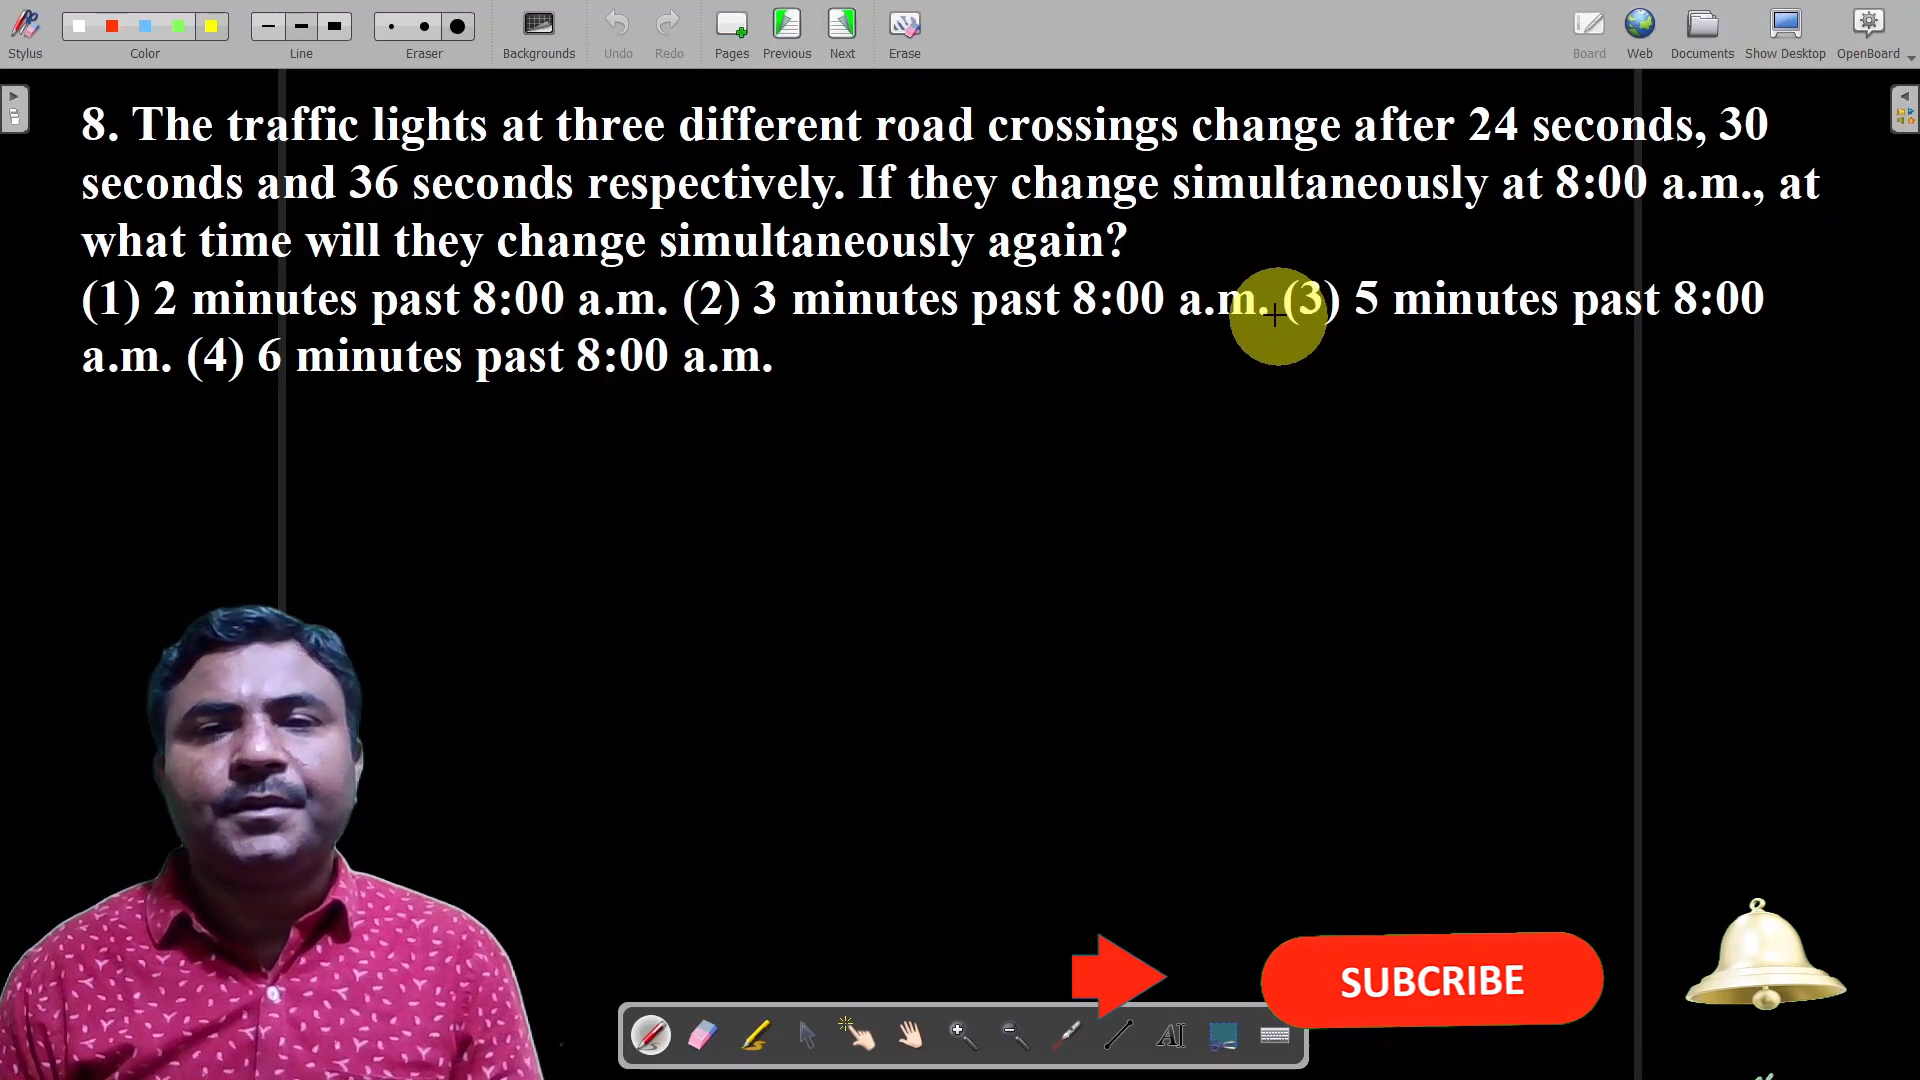 Stylus Color Line Eraser Backgrounds Undo Redo Pages Previous Next Erase Board Web Documents Show Desktop OpenBoard
8. The traffic lights at three different road crossings change after 24 seconds, 30
seconds and 36 seconds respectively. If they change simultaneously at 8:00 a.m., at
what time will they change simultaneously again?
(1) 2 minutes past 8:00 a.m. (2) 3 minutes past 8:00 a.m. (3) 5 minutes past 8:00
a.m. (4) 6 minutes past 8:00 a.m.
SUBCRIBE
AI